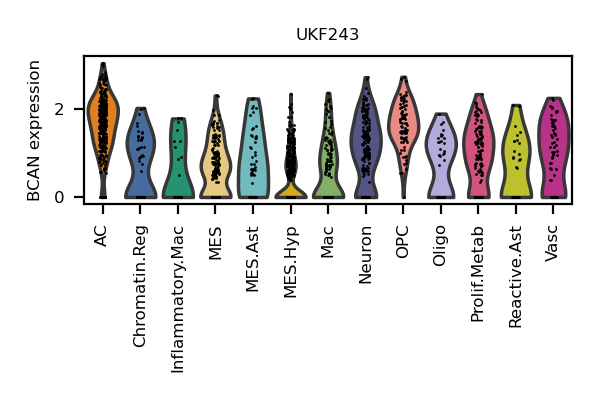 UKF243
BCAN expression
2
0
AC
Chromatin.Reg
Inflammatory.Mac
MES
MES.Ast
MES.Hyp
Mac
Neuron
OPC
Oligo
Prolif.Metab
Reactive.Ast
Vasc